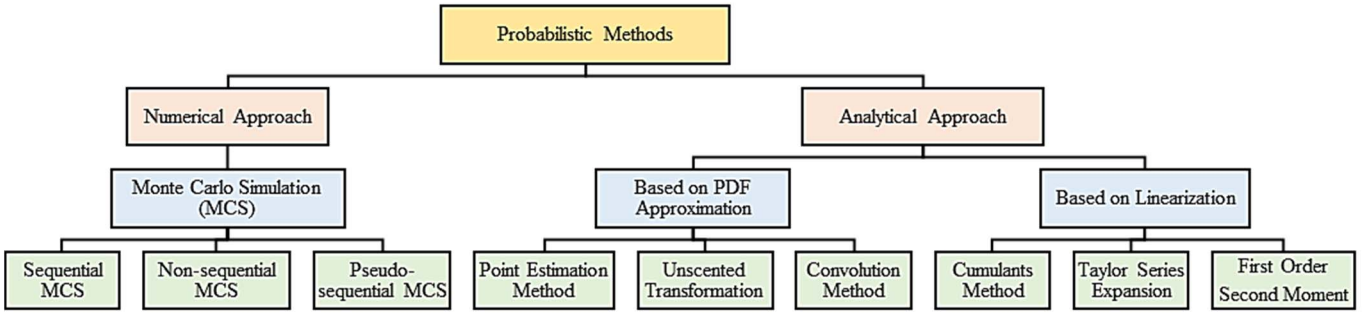 Probabilistic Methods
Numerical Approach
Analytical Approach
Monte Carlo Simulation
(MCS)
Based on PDF
Approximation
Based on Linearization
Sequential
MCS
Non-sequential
MCS
Pseudo-
sequential MCS
Point Estimation
Method
Unscented
Transformation
Convolution
Method
Cumulants
Method
Taylor Series
Expansion
First Order
Second Moment